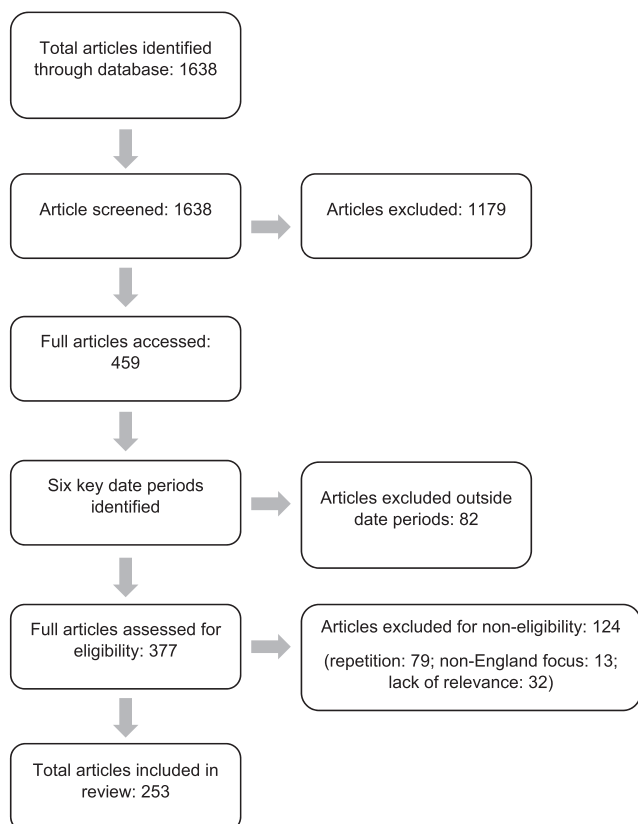 Total articles identified
through database: 1638
Article screened: 1638
Articles excluded: 1179
Full articles accessed:
459
Six key date periods
identified
Articles excluded outside
date periods: 82
Full articles assessed for
eligibility: 377
Articles excluded for non-eligibility: 124
(repetition: 79; non-England focus: 13;
lack of relevance: 32)
Total articles included in
review: 253